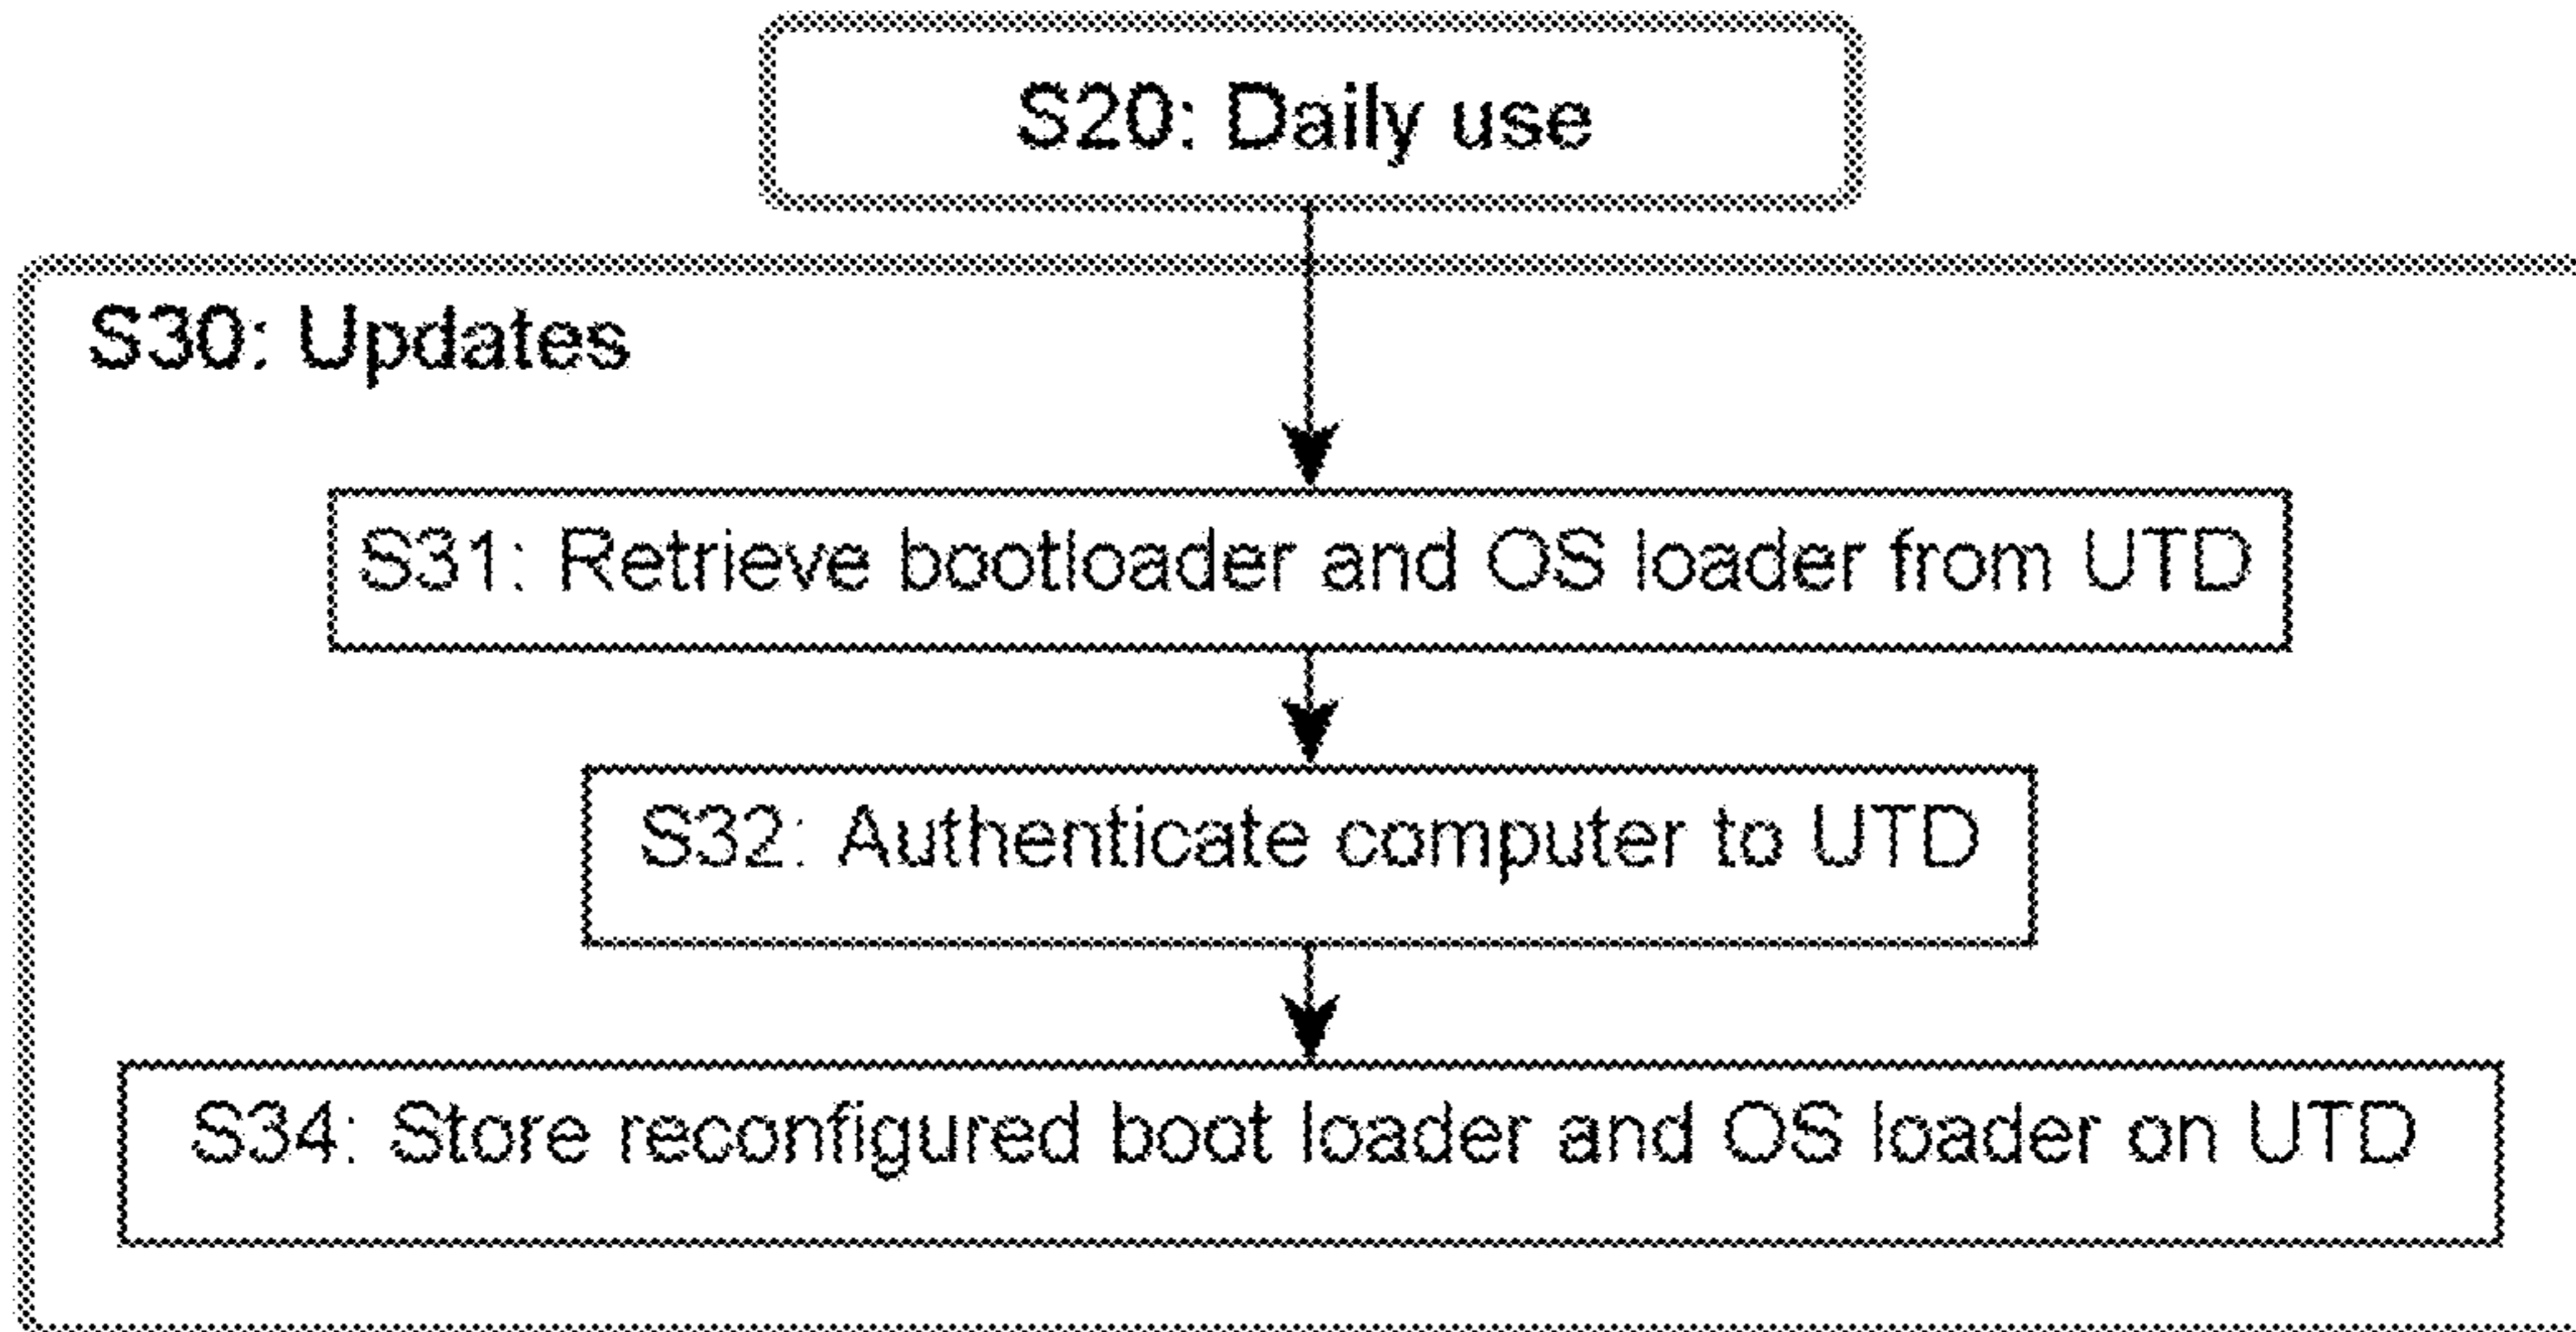 S20: Daily use
S30: Updates
S31: Retrieve bootloader and OS loader from UTD
S32: Authenticate computer to UTD
S34: Store reconfigured boot loader and OS loader on UTD